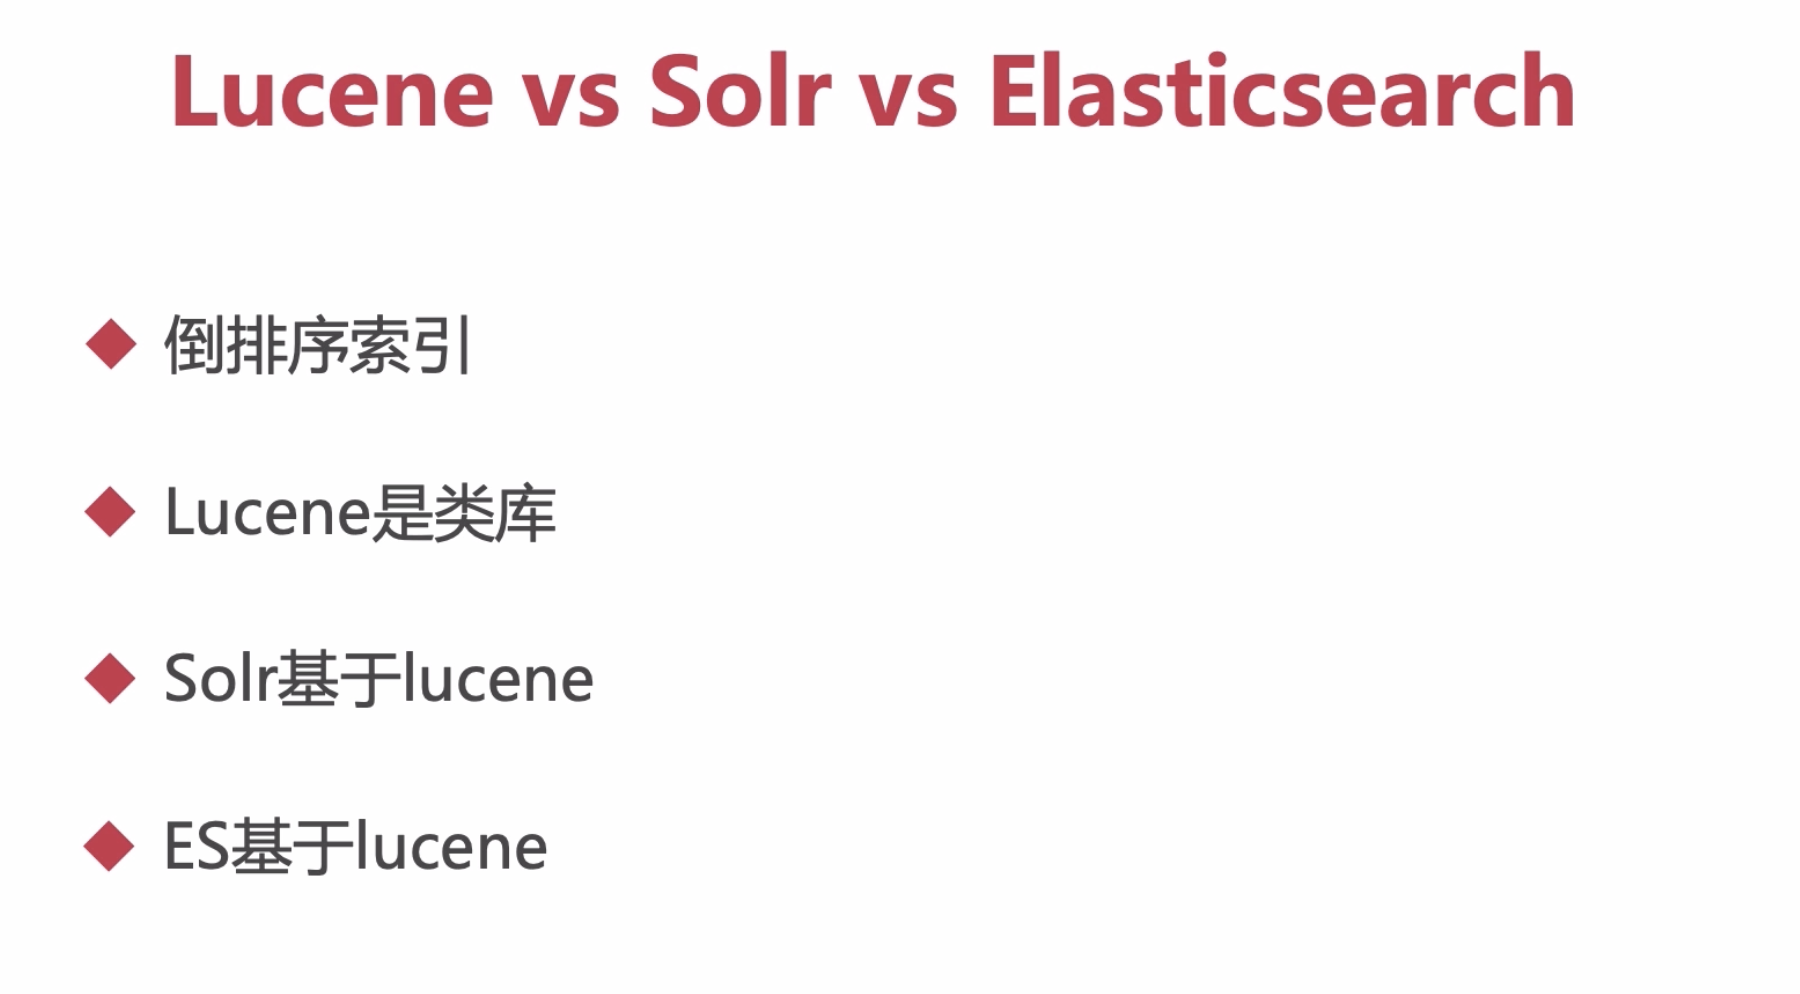 Lucene vs Solr vs Elasticsearch
倒排序索引
Lucene是类库
Solr基于lucene
ES基于lucene